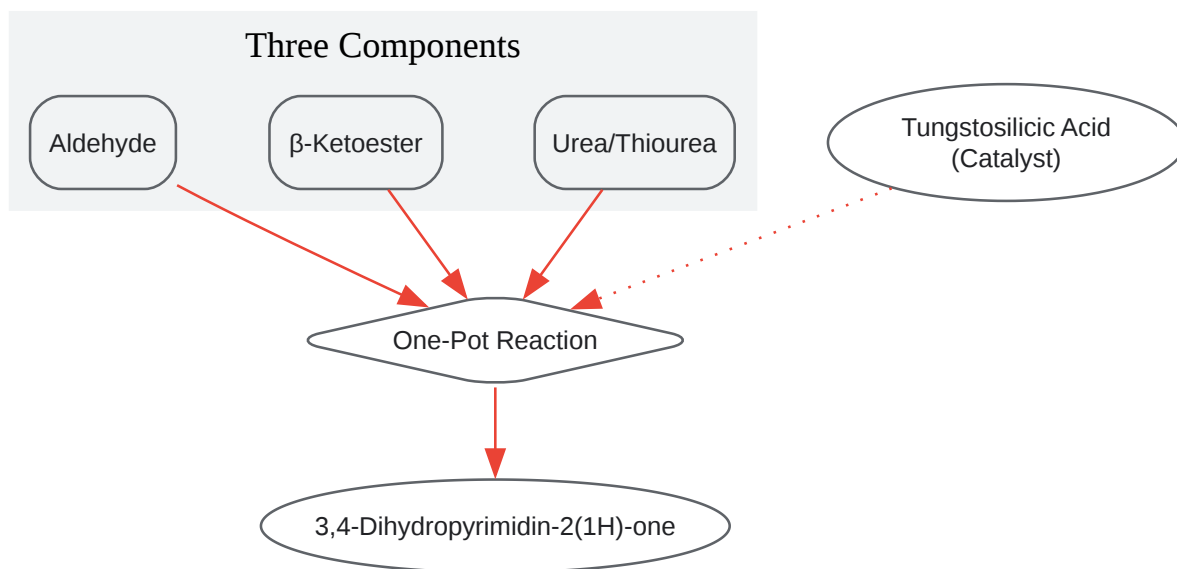 Three Components
Aldehyde
β-Ketoester
Urea/Thiourea
Tungstosilicic Acid
(Catalyst)
One-Pot Reaction
3,4-Dihydropyrimidin-2(1H)-one